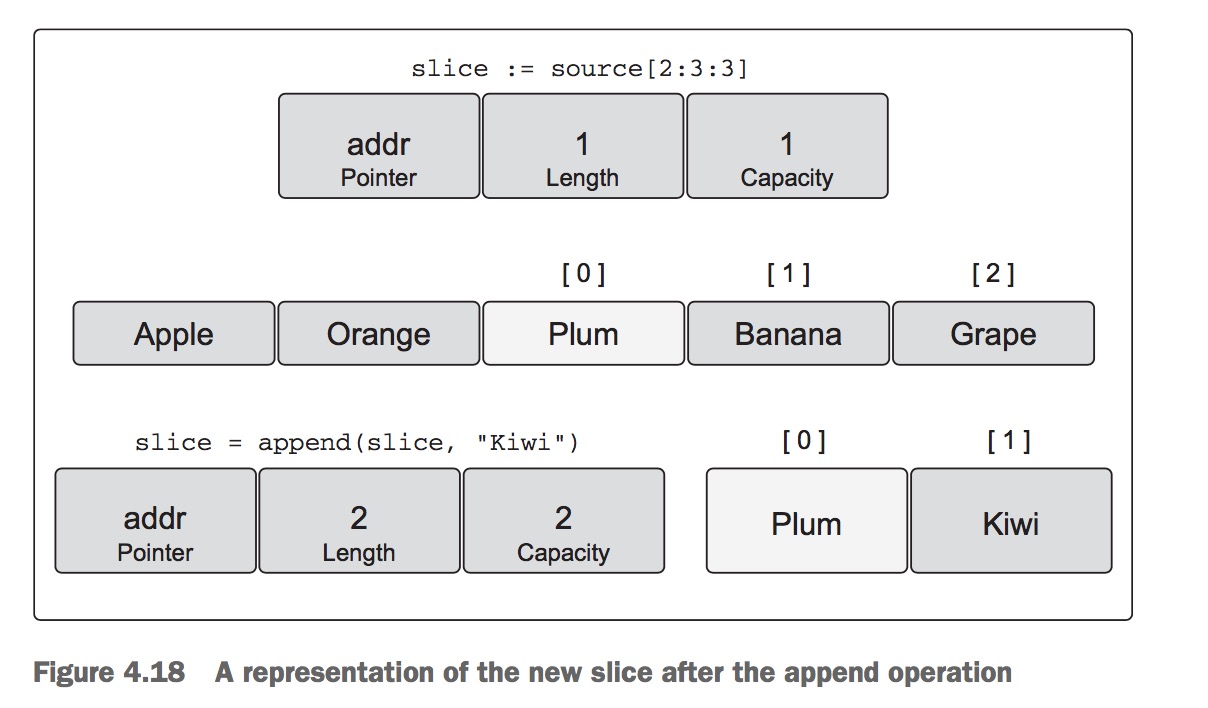 slice := source[2:3:3]
addr 1 1
Pointer Length Capacity
[0] [1] [2]
Apple Orange Plum Banana Grape
slice = append(slice, "Kiwi") [0] [1]
addr 2 2 Plum Kiwi
Pointer Length Capacity
Figure 4.18 A representation of the new slice after the append operation